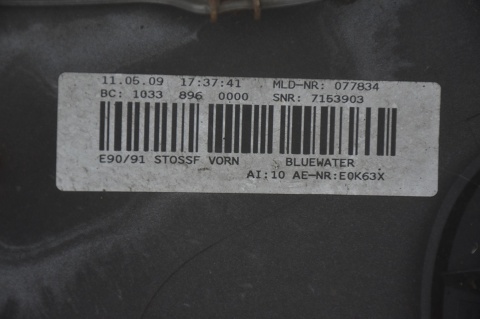 11.06.09 17:37:41 MLD-NR: 077834
BC: 1033 896 0000 SNR: 7153903
E90/91 STOSSF VORN BLUEWATER
AI:10 AE-NR:E0K63X